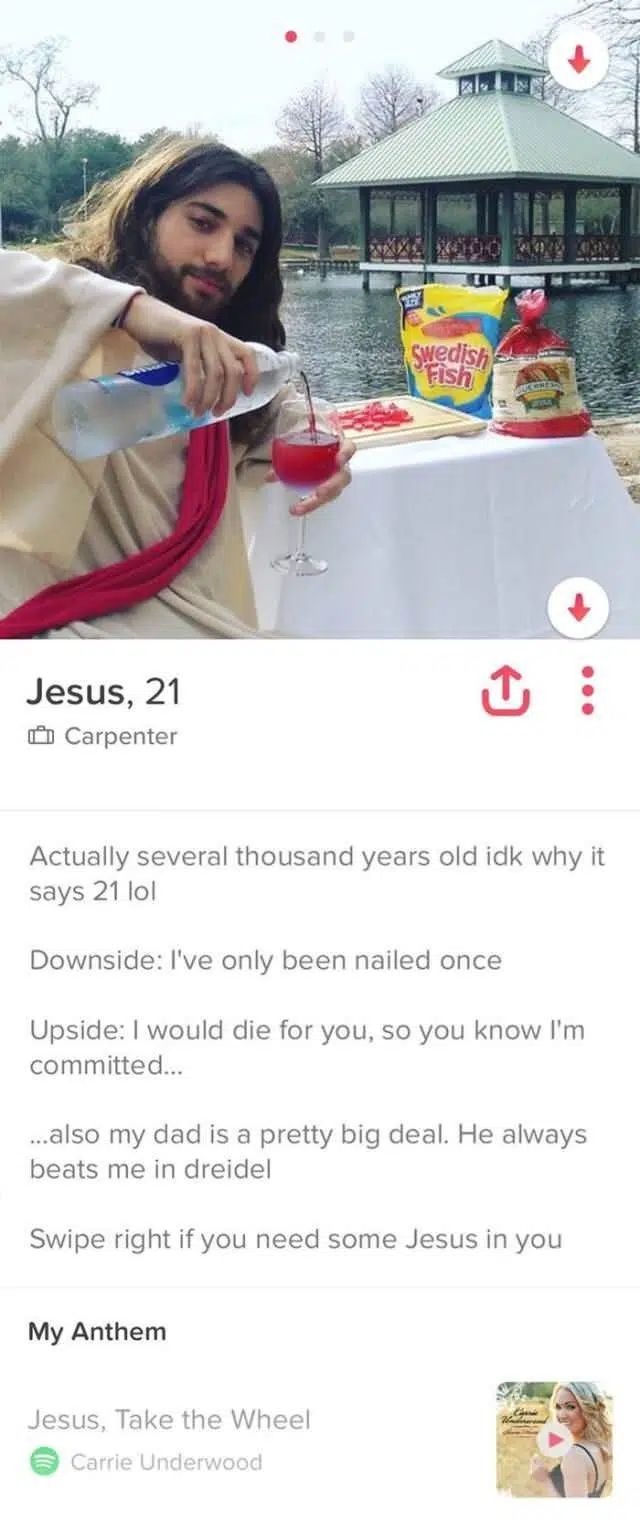 FAMILY SIZE
Swedish
Fish
GUERRERO
Jesus, 21
Carpenter
Actually several thousand years old idk why it
says 21 lol
Downside: I've only been nailed once
Upside: I would die for you, so you know I'm
committed...
...also my dad is a pretty big deal. He always
beats me in dreidel
Swipe right if you need some Jesus in you
My Anthem
Jesus, Take the Wheel
Carrie Underwood
Carrie
Underwood